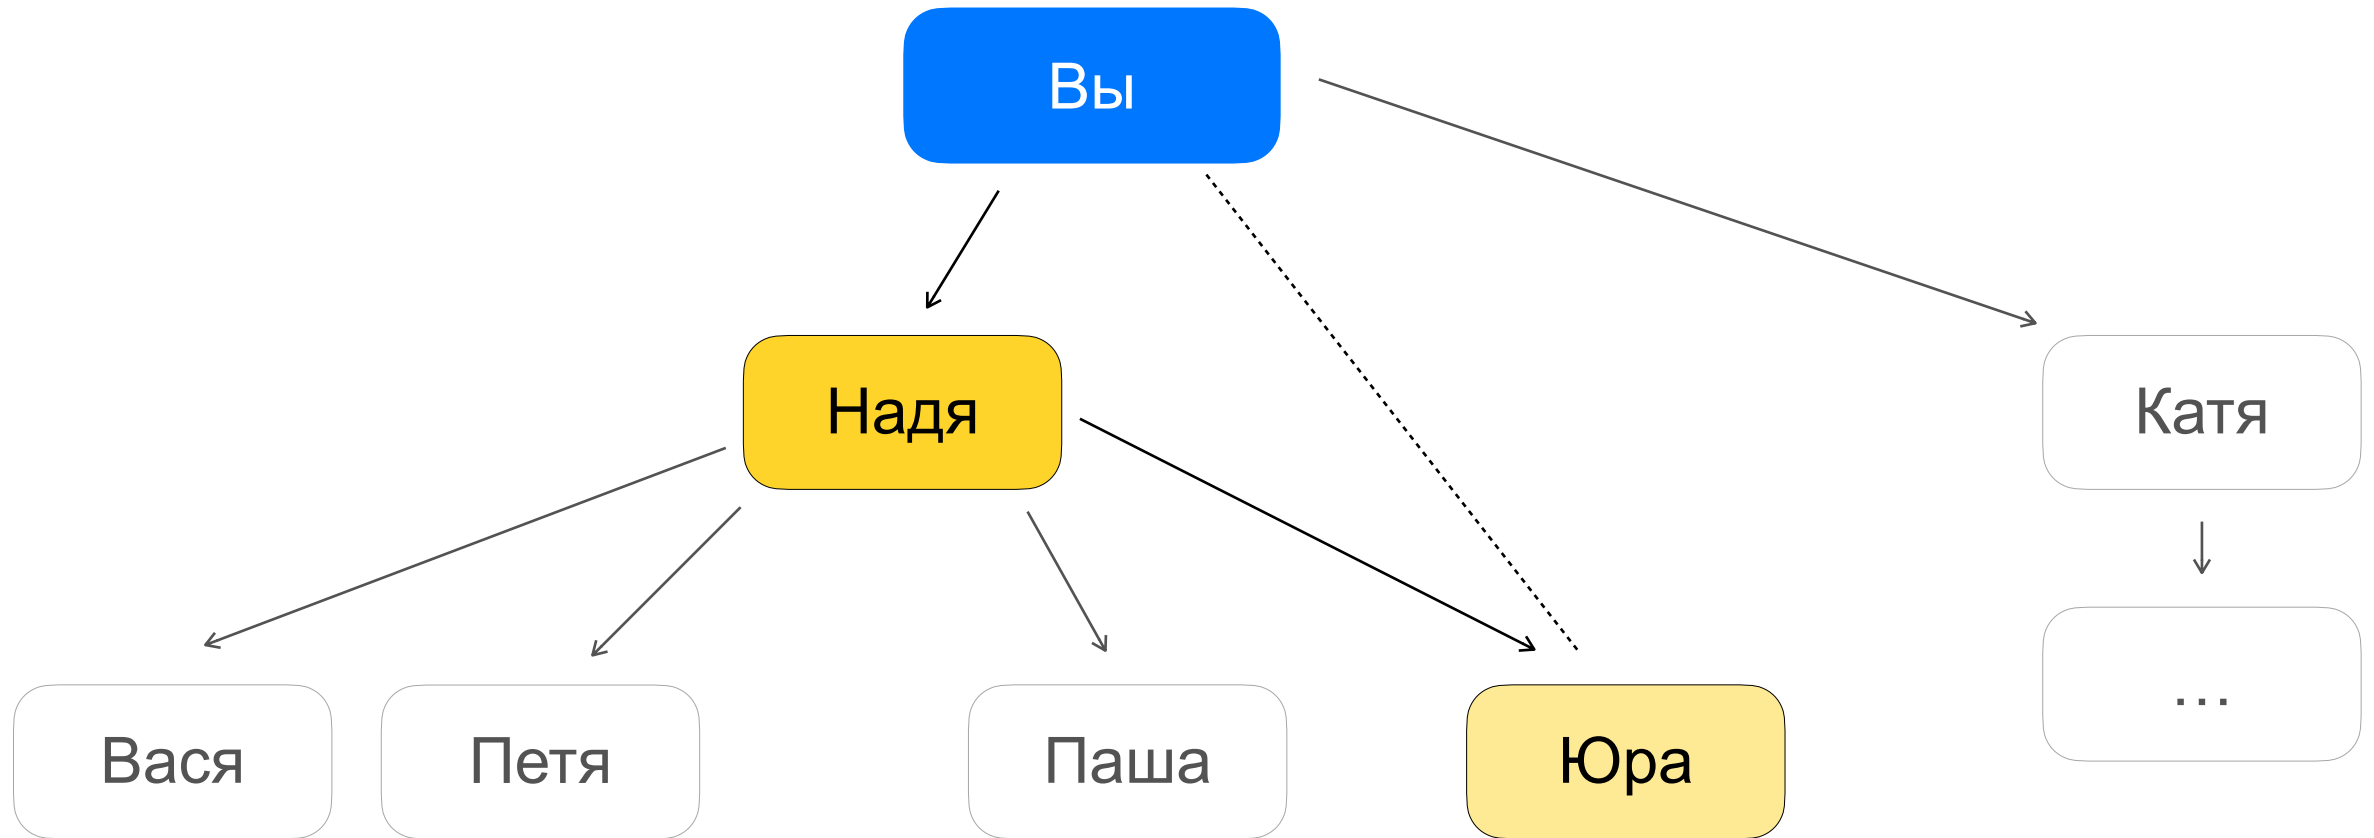 Вы
Надя
Катя
...
Вася
Петя
Паша
Юра